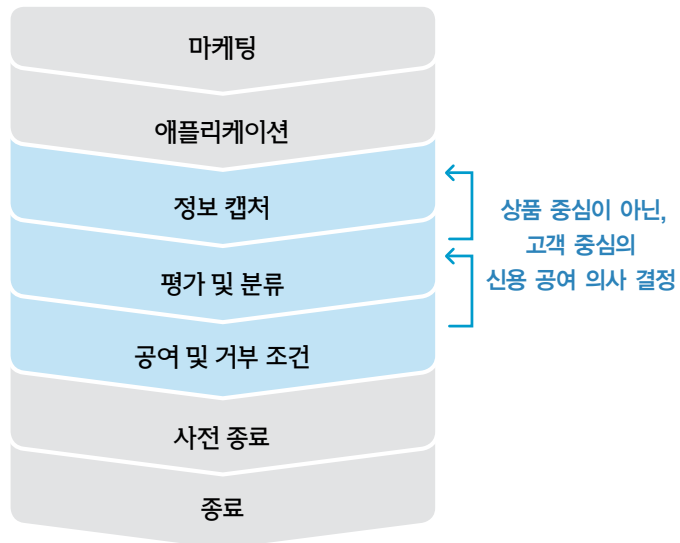 마케팅
애플리케이션
정보 캡처
평가 및 분류
공여 및 거부 조건
사전 종료
종료
상품 중심이 아닌,
고객 중심의
신용 공여 의사 결정